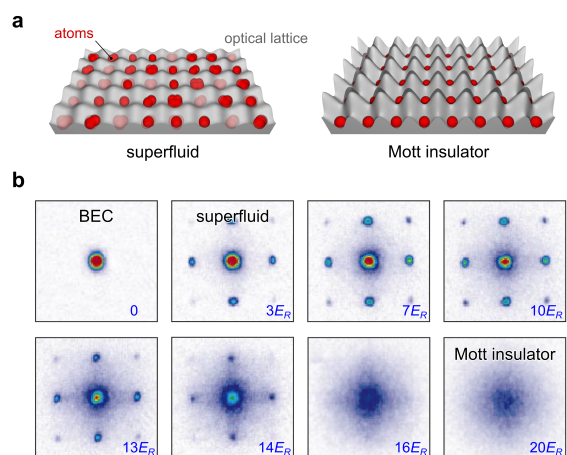 a
atoms
optical lattice
superfluid
Mott insulator
b
BEC
superfluid
0
3E_R
7E_R
10E_R
Mott insulator
13E_R
14E_R
16E_R
20E_R